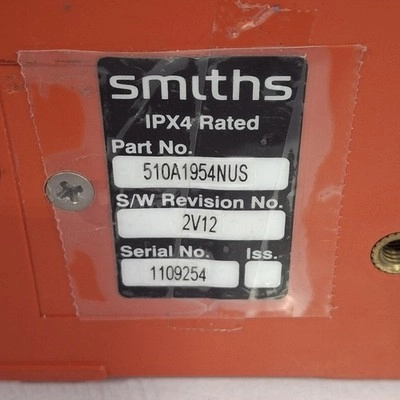 smiths
IPX4 Rated
Part No.
510A1954NUS
S/W Revision No.
2V12
Serial No. Iss.
1109254